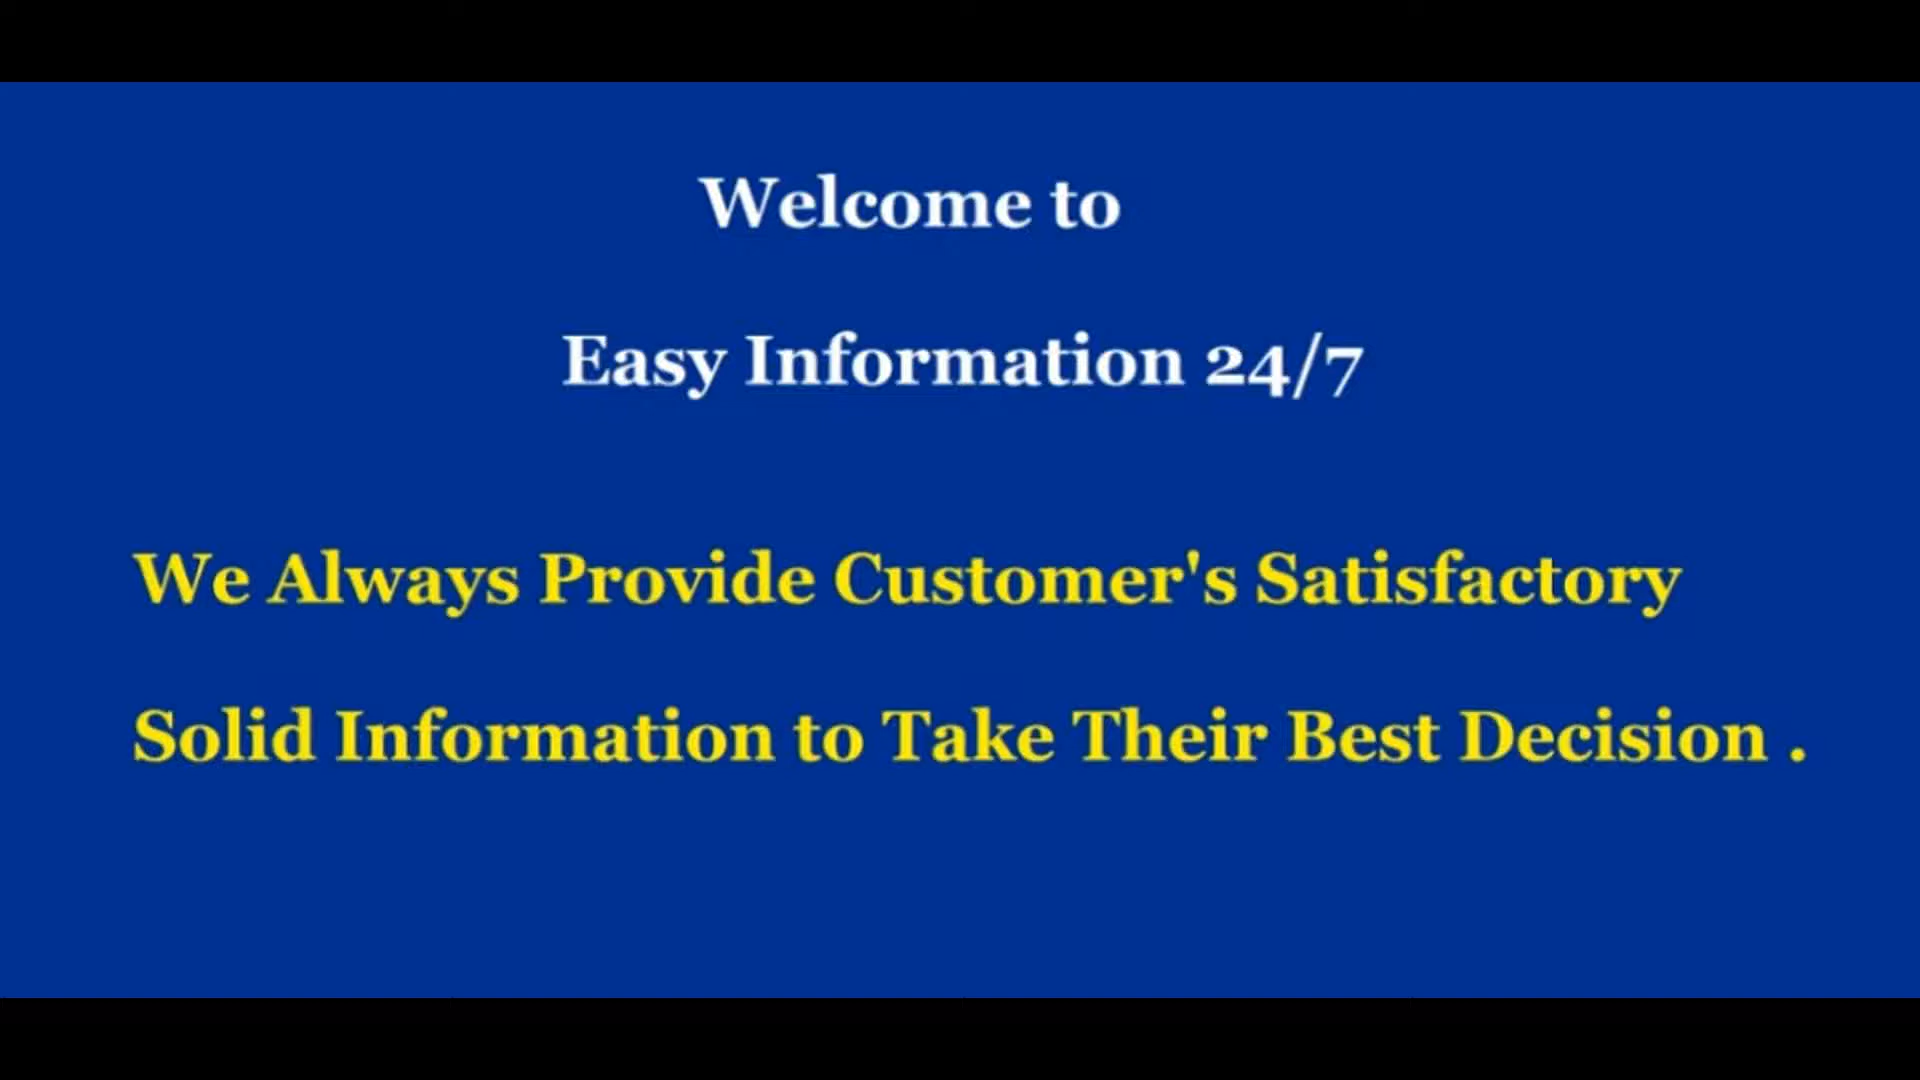 Welcome to
Easy Information 24/7
We Always Provide Customer's Satisfactory
Solid Information to Take Their Best Decision .